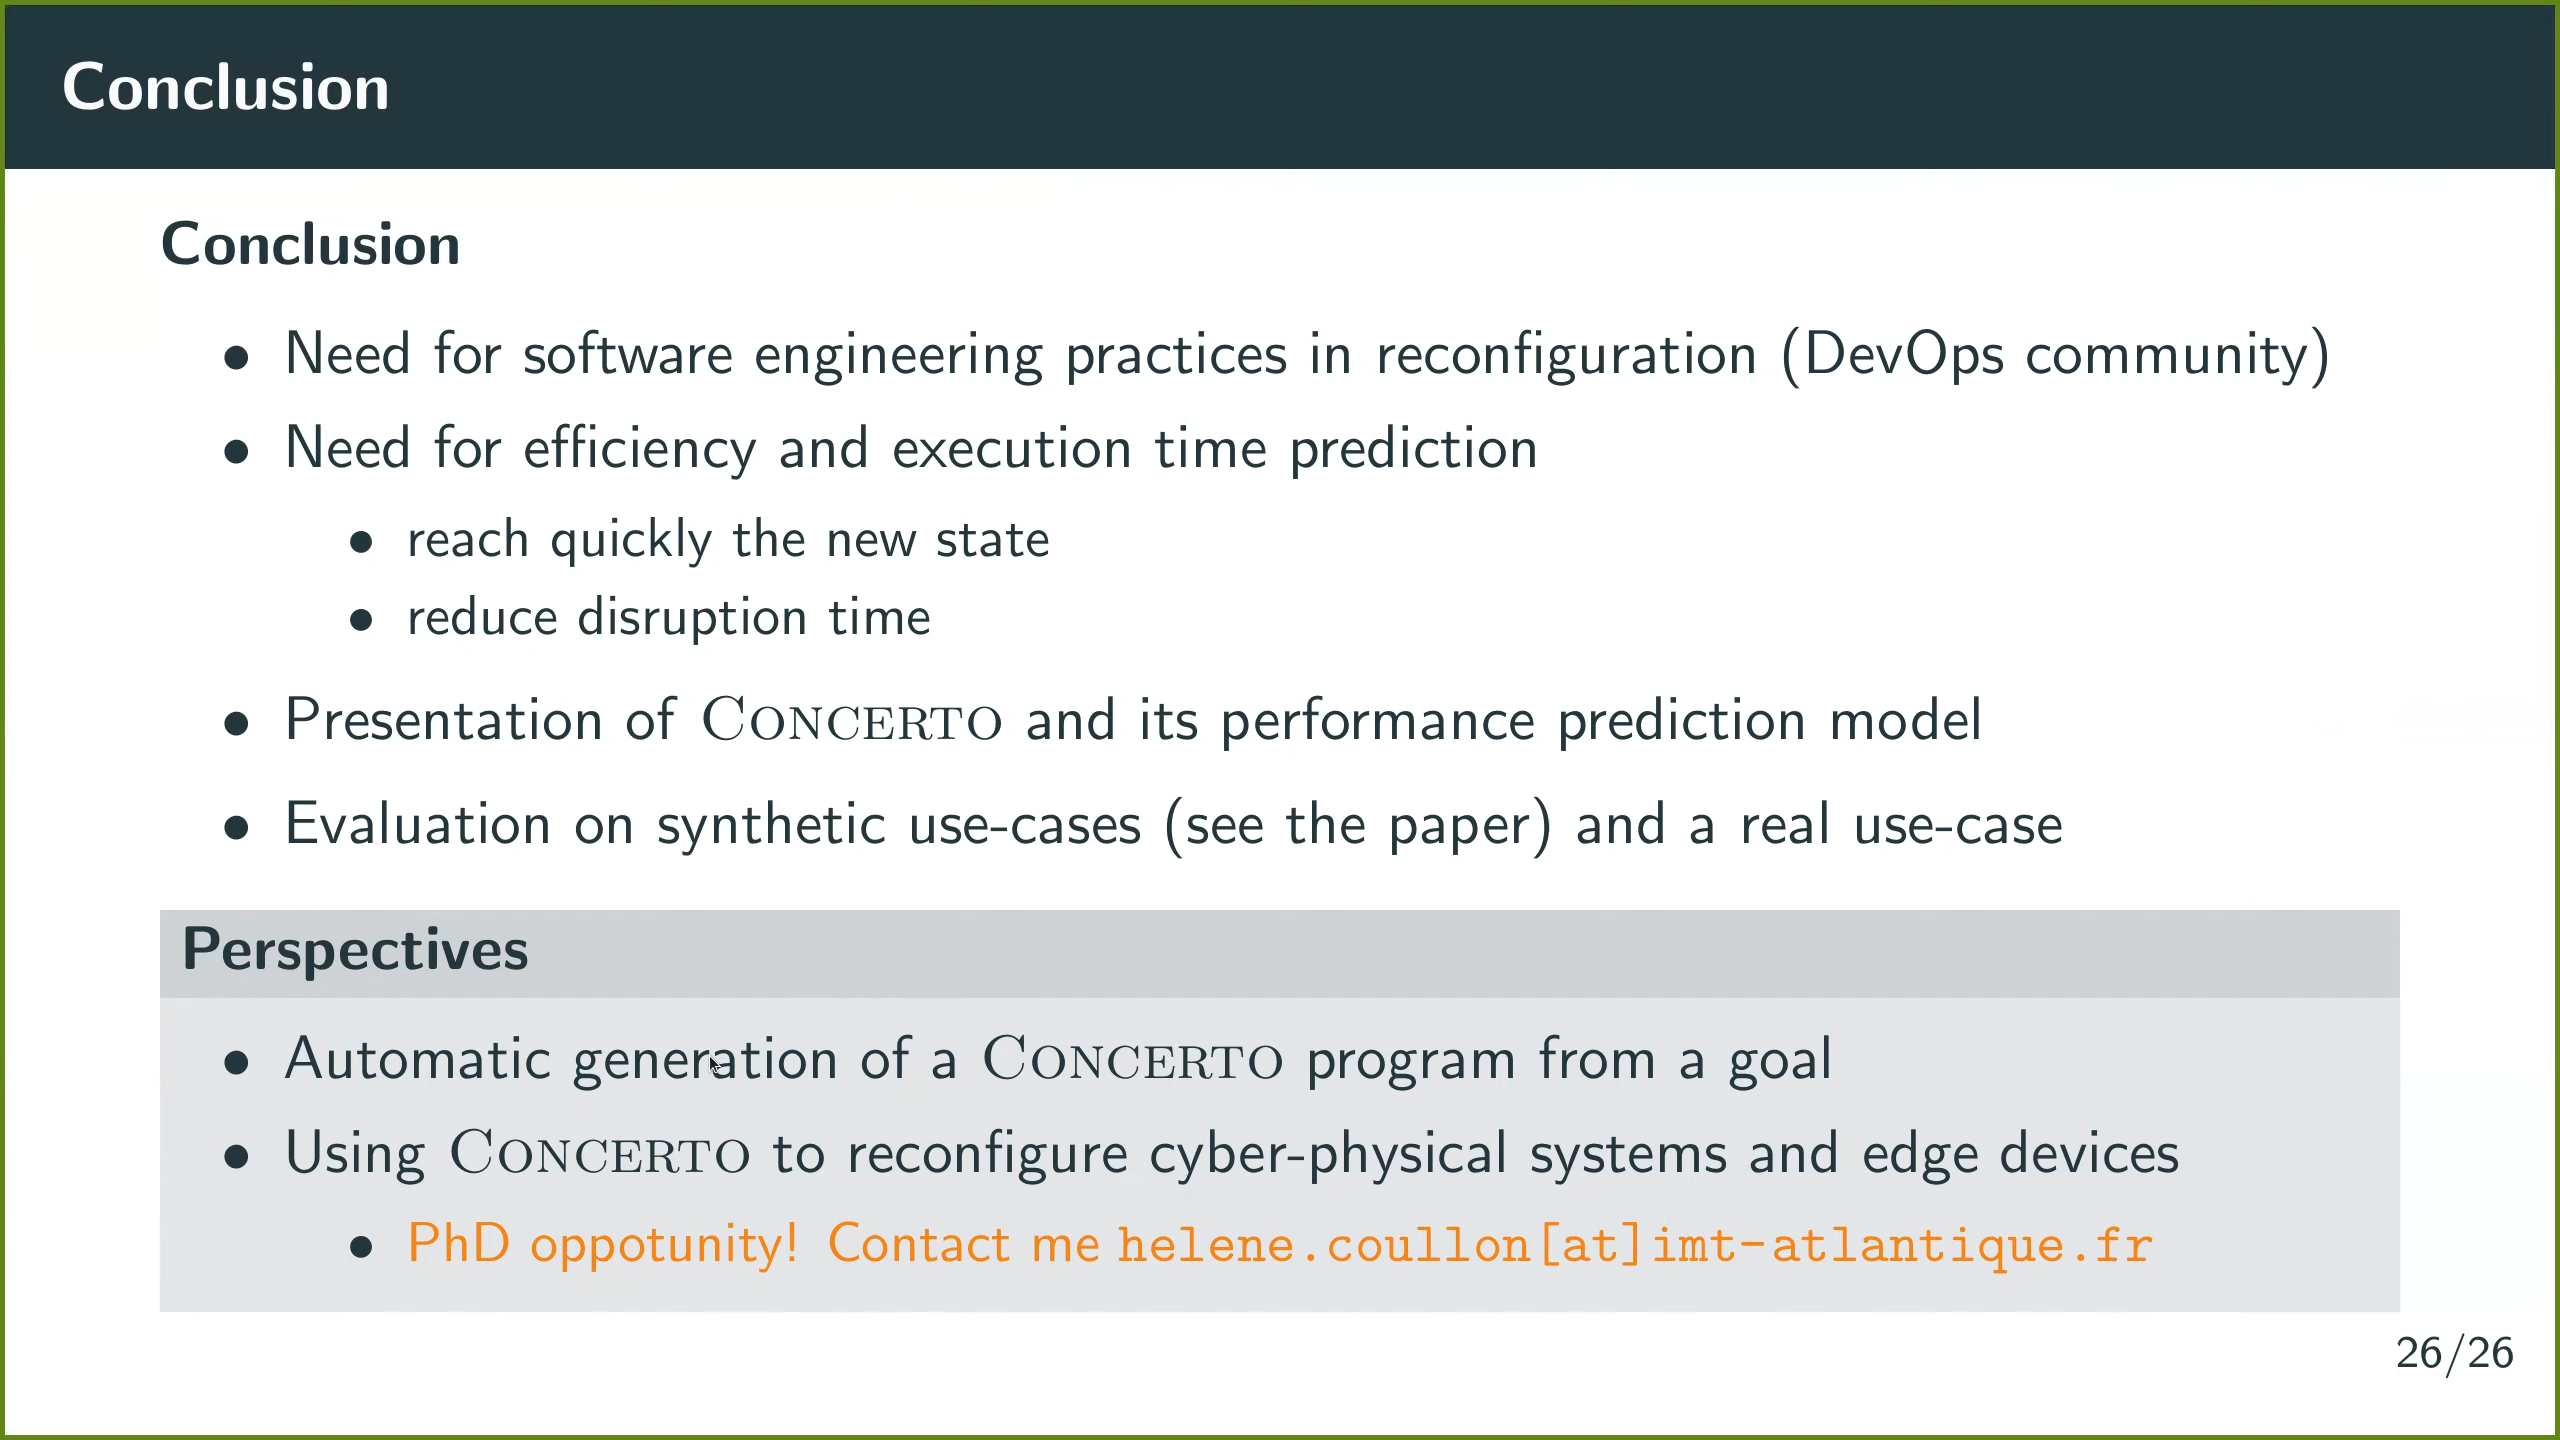 Conclusion
Conclusion
• Need for software engineering practices in reconfiguration (DevOps community)
• Need for efficiency and execution time prediction
• reach quickly the new state
• reduce disruption time
• Presentation of Concerto and its performance prediction model
• Evaluation on synthetic use-cases (see the paper) and a real use-case
Perspectives
• Automatic generation of a Concerto program from a goal
• Using Concerto to reconfigure cyber-physical systems and edge devices
• PhD oppotunity! Contact me helene.coullon[at]imt-atlantique.fr
26/26